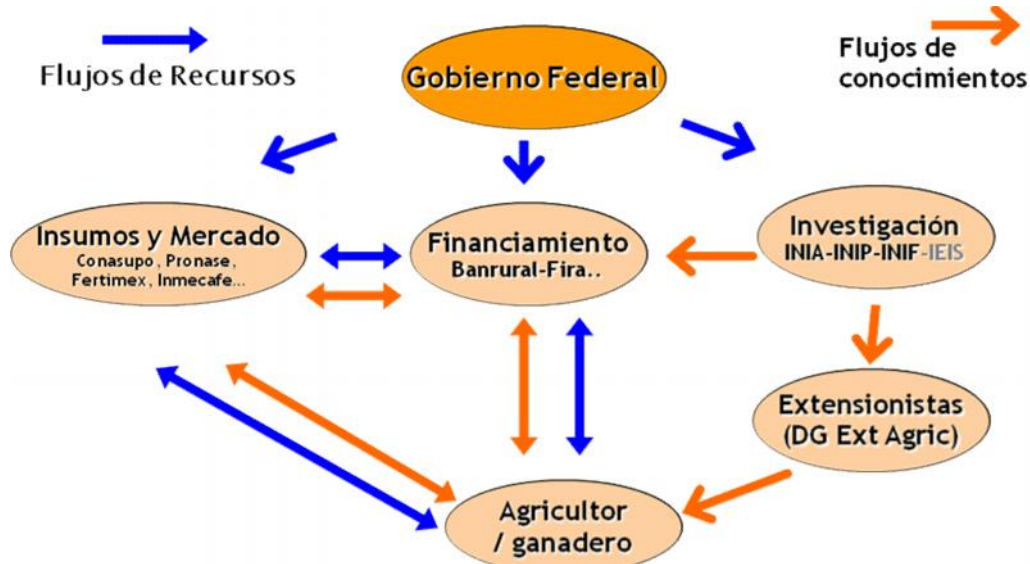 Flujos de Recursos
Gobierno Federal
Flujos de
conocimientos
Insumos y Mercado
Conasupo, Pronase,
Fertimex, Inmecafe...
Financiamiento
Banrural-Fira..
Investigación
INIA-INIP-INIF-IEIS
Extensionistas
(DG Ext Agric)
Agricultor
/ ganadero